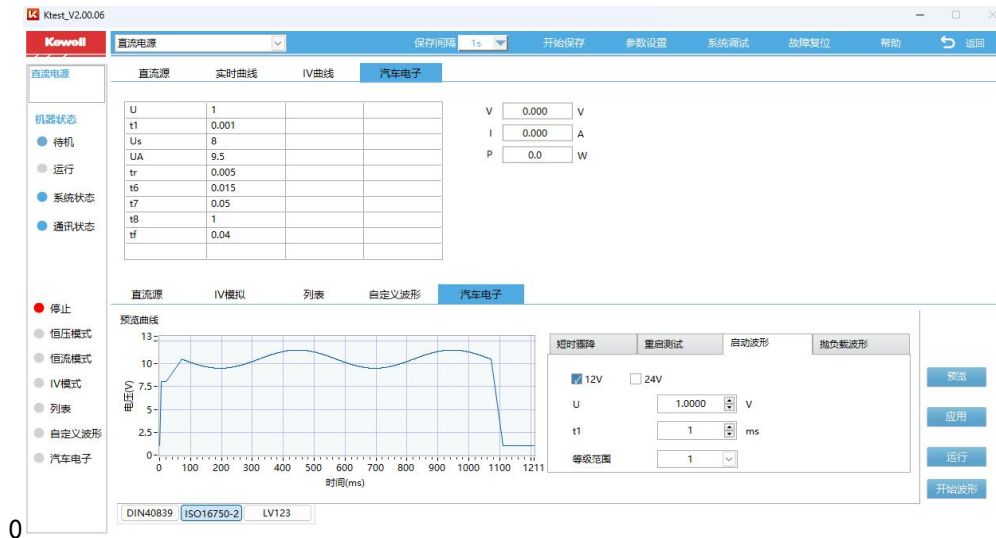 Ktest_V2.00.06
Kewell 直流电源 保存间隔 1s 开始保存 参数设置 系统调试 故障复位 帮助 返回
直流电源
机器状态
待机
运行
系统状态
通讯状态
停止
恒压模式
恒流模式
IV模式
列表
自定义波形
汽车电子
直流源 实时曲线 IV曲线 汽车电子
U 1
t1 0.001
Us 8
UA 9.5
tr 0.005
t6 0.015
t7 0.05
t8 1
tf 0.04
V 0.000 V
I 0.000 A
P 0.0 W
直流源 IV模拟 列表 自定义波形 汽车电子
预览曲线
电压(V)
13
10
7.5
5
2.5
0
0 100 200 300 400 500 600 700 800 900 1000 1100 1211
时间(ms)
短时骤降 重启测试 启动波形 抛负载波形
12V 24V
U 1.0000 V
t1 1 ms
等级范围 1
预览
应用
运行
开始波形
DIN40839 ISO16750-2 LV123
0